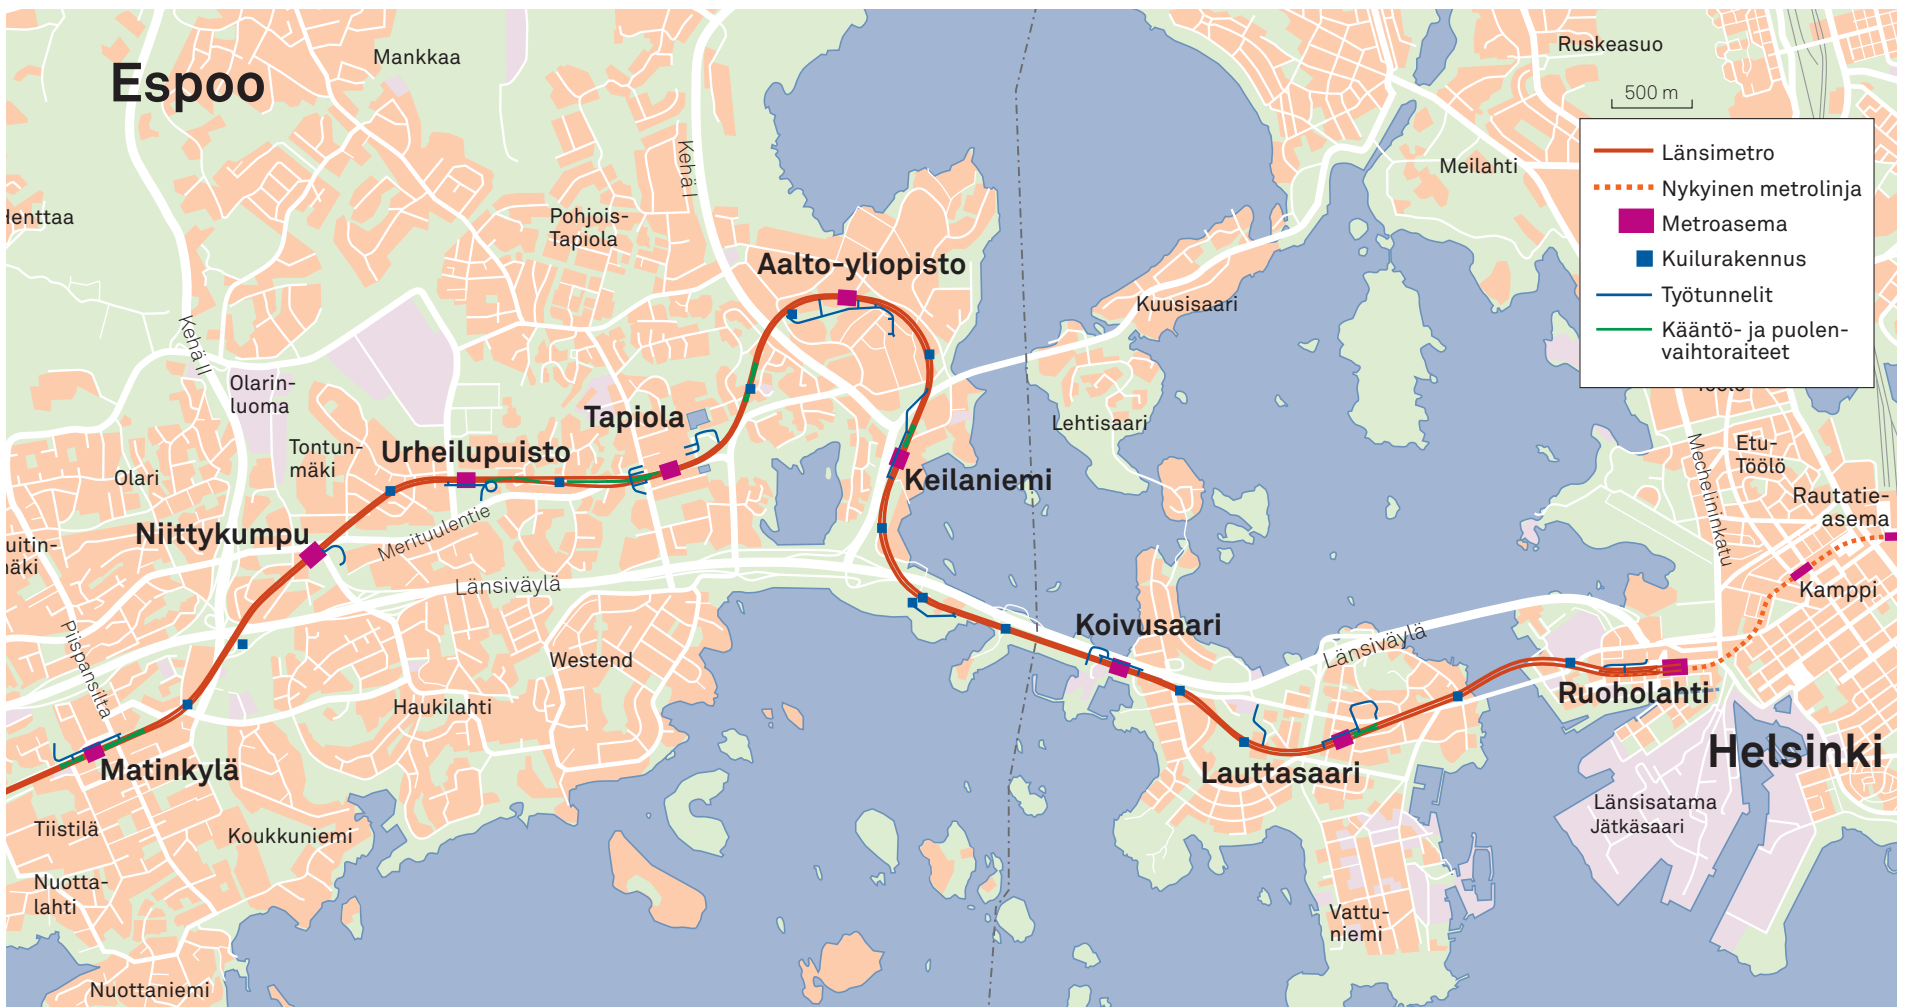 Espoo
Mankkaa
Ruskeasuo
500 m
Länsimetro
Nykyinen metrolinja
Metroasema
Kuilurakennus
Työtunnelit
Kääntö- ja puolen-
vaihtoraiteet
Meilahti
Kehä I
Pohjois-
Tapiola
Aalto-yliopisto
Kuusisaari
Kehä II
Olarin-
luoma
Tapiola
Lehtisaari
Tontun-
mäki
Urheilupuisto
Olari
Keilaniemi
Mechelininkatu
Etu-
Töölö
Rautatie-
asema
Niittykumpu
Merituulentie
Länsiväylä
Kamppi
Piispansilta
Westend
Koivusaari
Länsiväylä
Haukilahti
Ruoholahti
Matinkylä
Lauttasaari
Helsinki
Tiistilä
Koukkuniemi
Länsisatama
Jätkäsaari
Nuotta-
lahti
Vattu-
niemi
Nuottaniemi